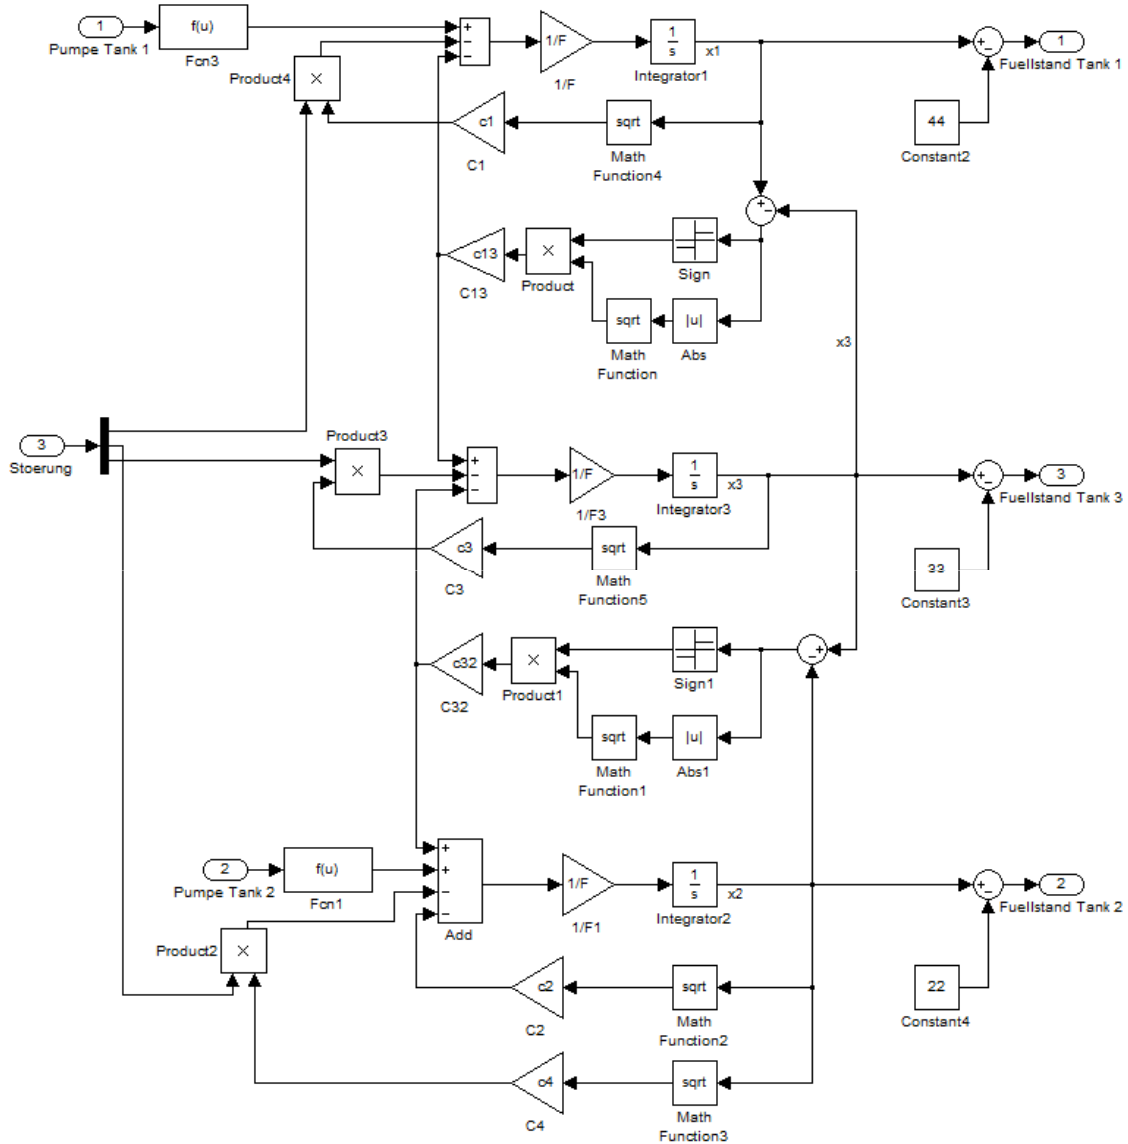 1
Pumpe Tank 1
f(u)
Fcn3
+
−
−
1/F
1/F
1
s
Integrator1
x1
+
−
1
Fuellstand Tank 1
Product4
×
c1
C1
sqrt
Math
Function4
44
Constant2
+
−
c13
C13
×
Product
Sign
sqrt
Math
Function
|u|
Abs
x3
3
Stoerung
Product3
×
+
−
−
1/F
1/F3
1
s
Integrator3
x3
+
−
3
Fuellstand Tank 3
c3
C3
sqrt
Math
Function5
33
Constant3
c32
C32
×
Product1
Sign1
−
+
sqrt
Math
Function1
|u|
Abs1
2
Pumpe Tank 2
f(u)
Fcn1
+
+
−
−
Add
1/F
1/F1
1
s
Integrator2
x2
+
−
2
Fuellstand Tank 2
Product2
×
c2
C2
sqrt
Math
Function2
22
Constant4
c4
C4
sqrt
Math
Function3